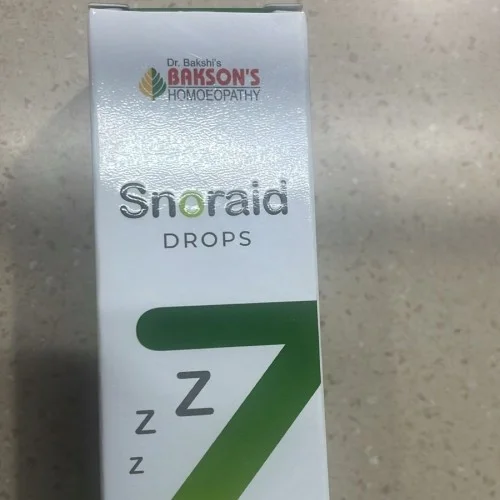 Dr. Bakshi's
BAKSON'S
HOMOEOPATHY
Snoraid
DROPS
Z
Z
Z
Z